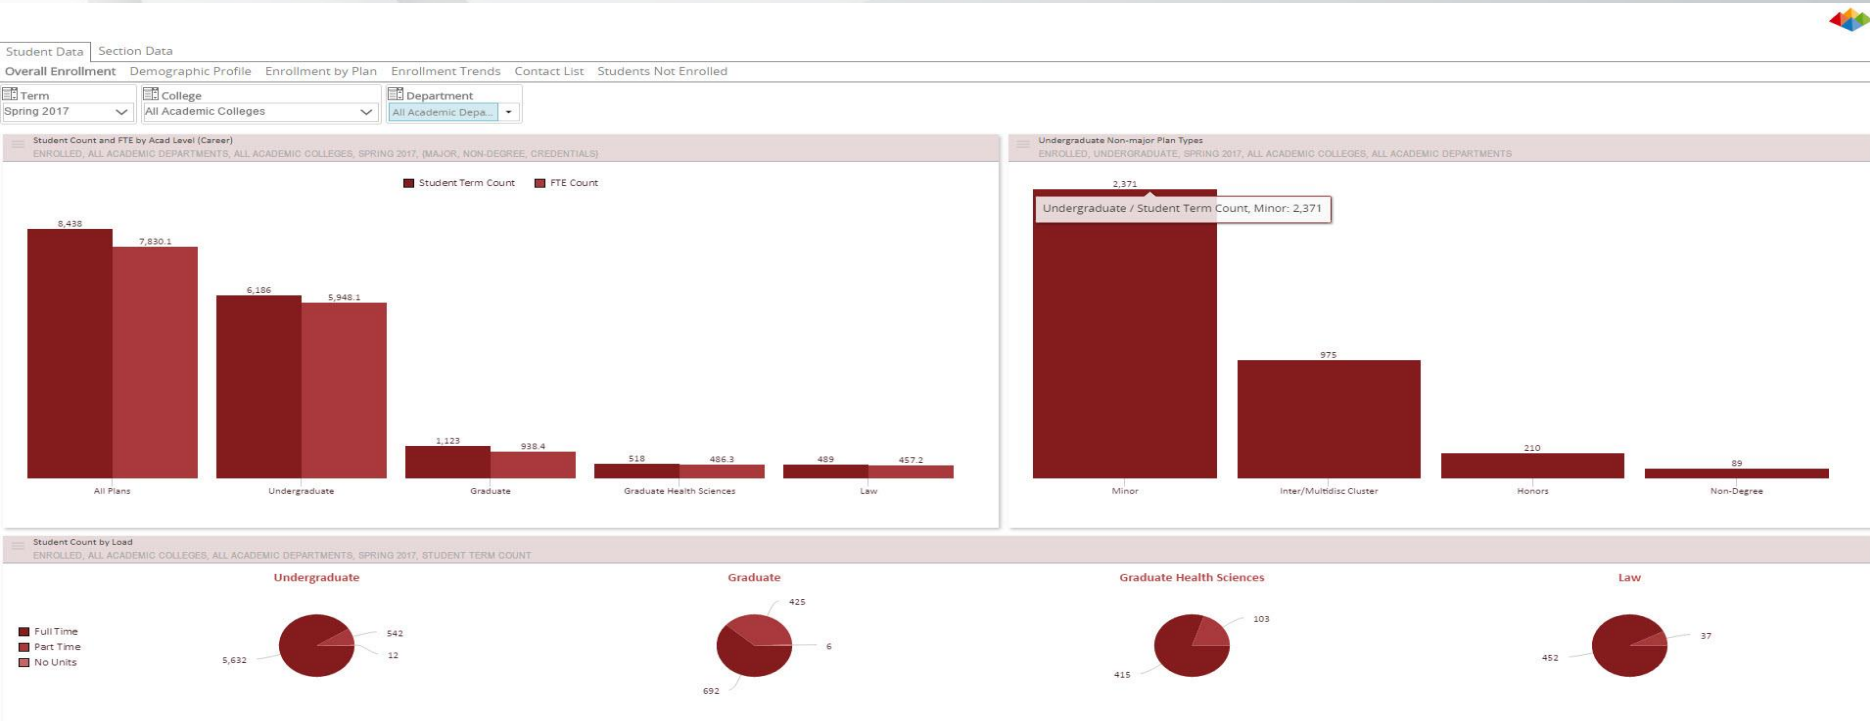 Student Data Section Data
Overall Enrollment Demographic Profile Enrollment by Plan Enrollment Trends Contact List Students Not Enrolled
Term College Department
Spring 2017 All Academic Colleges All Academic Depa...
Student Count and FTE by Acad Level (Career)
ENROLLED, ALL ACADEMIC DEPARTMENTS, ALL ACADEMIC COLLEGES, SPRING 2017, {MAJOR, NON-DEGREE, CREDENTIALS}
Student Term Count FTE Count
8,438
7,830.1
6,186
5,948.1
1,123
938.4
518
486.3
489
457.2
All Plans Undergraduate Graduate Graduate Health Sciences Law
Undergraduate Non-major Plan Types
ENROLLED, UNDERGRADUATE, SPRING 2017, ALL ACADEMIC COLLEGES, ALL ACADEMIC DEPARTMENTS
2,371
Undergraduate / Student Term Count, Minor: 2,371
975
210
89
Minor Inter/Multidisc Cluster Honors Non-Degree
Student Count by Load
ENROLLED, ALL ACADEMIC COLLEGES, ALL ACADEMIC DEPARTMENTS, SPRING 2017, STUDENT TERM COUNT
Full Time
Part Time
No Units
Undergraduate
542
12
5,632
Graduate
425
6
692
Graduate Health Sciences
103
415
Law
37
452